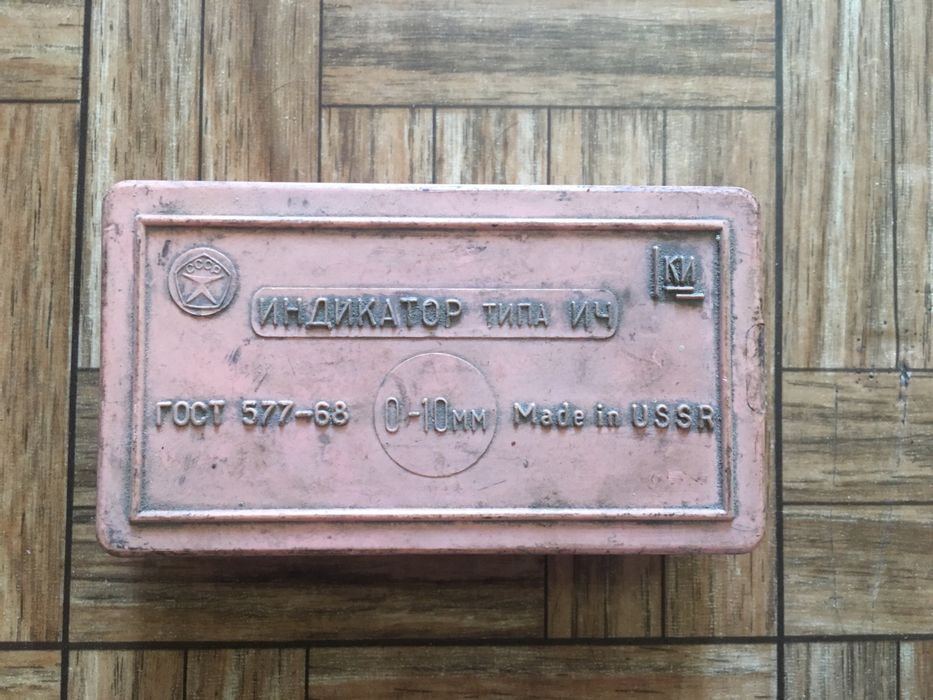 СССР
КИ
ИНДИКАТОР ТИПА ИЧ
ГОСТ 577-68 0-10мм Made in USSR